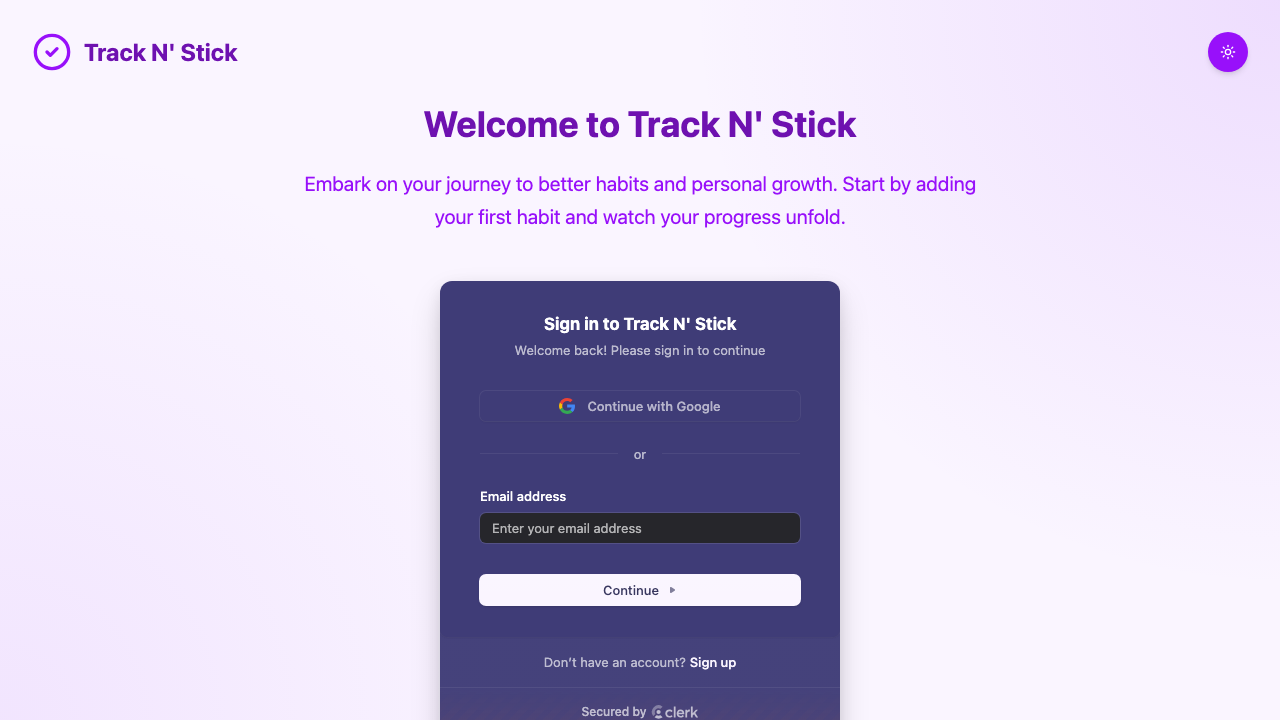 Track N' Stick
Welcome to Track N' Stick
Embark on your journey to better habits and personal growth. Start by adding
your first habit and watch your progress unfold.
Sign in to Track N' Stick
Welcome back! Please sign in to continue
Continue with Google
or
Email address
Enter your email address
Continue
Don’t have an account? Sign up
Secured by clerk